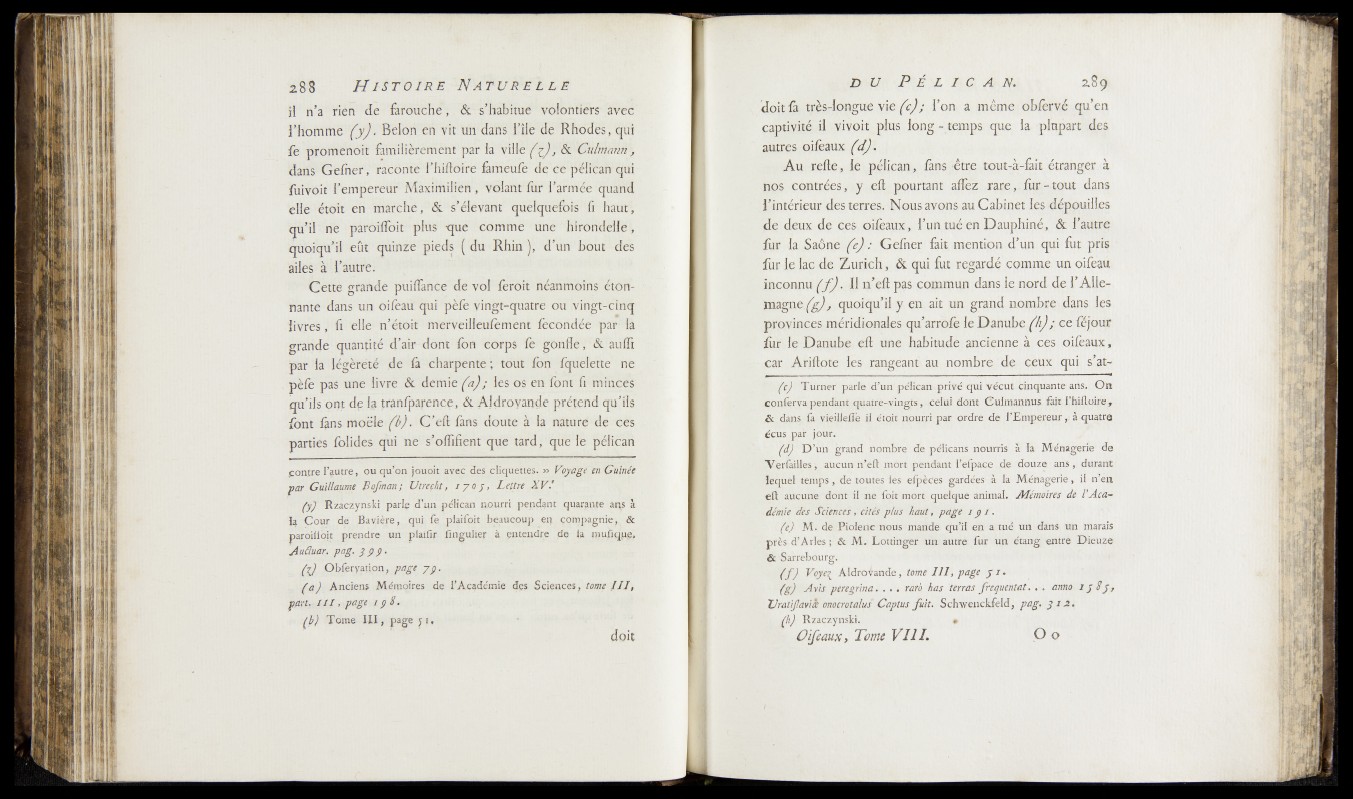 288 HISTOIRE NATURELLE
il n'a rien de farouche, & s'habitue volontiers avec
l'homme (y). Belon en vit un dans l'île de Rhodes, qui
ſe promenoit familièrement par la ville (z), & Culmann,
dans Geſner, raconte l'hiſtoire fameuſe de ce pélican qui
ſuivoit l'empereur Maximilien, volant ſur l'armée quand
elle étoit en marche, & s'élevant quelquefois ſi haut,
qu'il ne paroiſſoit plus que comme une hirondelle,
quoiqu'il eût quinze pieds (du Rhin), d'un bout des
ailes à l'autre.
Cette grande puiſſance de vol ſeroit néanmoins éton-
nante dans un oiſeau qui pèſe vingt-quatre ou vingt-cinq
livres, ſi elle n'étoit merveilleuſement ſecondée par la
grande quantité d'air dont ſon corps ſe gonfle, & auſſi
par la légèreté de ſa charpente; tout ſon ſquelette ne
pèſe pas une livre & demie (a); les os en ſont ſi minces
qu'ils ont de la tranſparence, & Aldrovande prétend qu'ils
ſont ſans moële (b). C'eſt ſans doute à la nature de ces
parties ſolides qui ne s'oſſifient que tard, que le pélican
contre l'autre, ou qu'on jouoit avec des cliquettes. » Voyage en Guinée
par Guillaume Boſman; Utrecht, 1705, Lettre XV.e
(y) Rzaczynski parle d'un pélican nourri pendant quarante ans à
la Cour de Bavière, qui ſe plaiſoit beaucoup en compagnie, &
paroiſſoit prendre un plaiſir ſingulier à entendre de la muſique.
Auctuar. pag. 399.
(z) Obſervation, page 79.
(a) Anciens Mémoires de l'Académie des Sciences, tome III,
part. III, page 198.
(b) Tome III, page 51.
doit
DU PÉLICAN. 289
doit ſa très-longue vie (c); l'on a même obſervé qu'en
captivité il vivoit plus long-temps que la plupart des
autres oiſeaux (d).
Au reſte, le pélican, ſans être tout-à-fait étranger à
nos contrées, y eſt pourtant aſſez rare, ſur-tout dans
l'intérieur des terres. Nous avons au Cabinet les dépouilles
de deux de ces oiſeaux, l'un tué en Dauphiné, & l'autre
ſur la Saône (e): Geſner fait mention d'un qui fut pris
ſur le lac de Zurich, & qui fut regardé comme un oiſeau
inconnu (f). Il n'eſt pas commun dans le nord de l'Alle-
magne (g), quoiqu'il y en ait un grand nombre dans les
provinces méridionales qu'arroſe le Danube (h); ce ſéjour
ſur le Danube eſt une habitude ancienne à ces oiſeaux,
car Ariſtote les rangeant au nombre de ceux qui s'at-
(c) Turner parle d'un pélican privé qui vécut cinquante ans. On
conſerva pendant quatre-vingts, celui dont Culmannus fait l'hiſtoire,
& dans ſa vieilleſſe il étoit nourri par ordre de l'Empereur, à quatre
écus par jour.
(d) D'un grand nombre de pélicans nourris à la Ménagerie de
Verſailles, aucun n'eſt mort pendant l'eſpace de douze ans, durant
lequel temps, de toutes les eſpèces gardées à la Ménagerie, il n'en
eſt aucune dont il ne ſoit mort quelque animal. Mémoires de l'Aca-
démie des Sciences, cités plus haut, page 191.
(e) M. de Piolenc nous mande qu'il en a tué un dans un marais
près d'Arles; & M. Lottinger un autre ſur un étang entre Dieuze
& Sarrebourg.
(f) Voyez Aldrovande, tome III, page 51.
(g) Avis peregrina.... rarò has terras frequentat... anno 1585,
Uratiſlaviæ onocrotalus Captus fuit. Schwenckfeld, pag. 312.
(h) Rzaczynski.
Oiſeaux, Tome VIII. Oo